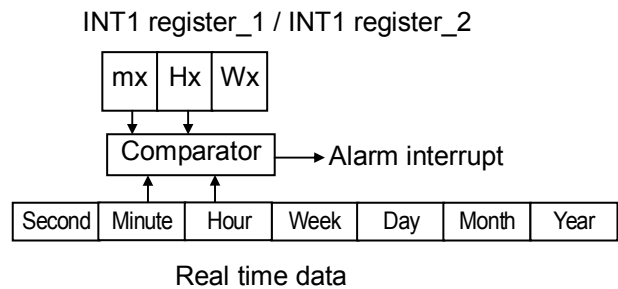 INT1 register_1 / INT1 register_2
mx Hx Wx
Comparator Alarm interrupt
Second Minute Hour Week Day Month Year
Real time data